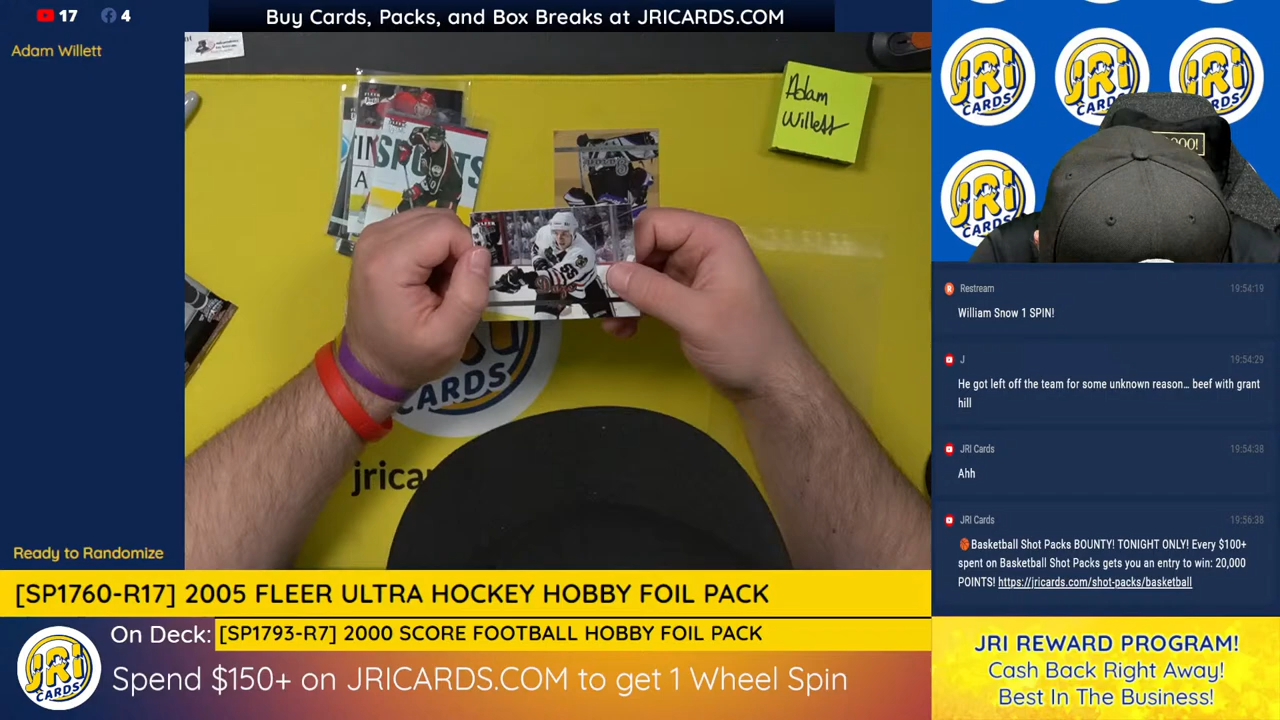 17 4
Buy Cards, Packs, and Box Breaks at JRICARDS.COM
Adam Willett
Adam
Willett
SPORTS
JRI
CARDS
JRI
CARDS
JRI
CARDS
JRI
CARDS
CARDS
jrica
Restream 19:54:19
William Snow 1 SPIN!
J 19:54:29
He got left off the team for some unknown reason... beef with grant
hill
JRI Cards 19:54:38
Ahh
JRI Cards 19:56:38
Basketball Shot Packs BOUNTY! TONIGHT ONLY! Every $100+
spent on Basketball Shot Packs gets you an entry to win: 20,000
POINTS! https://jricards.com/shot-packs/basketball
Ready to Randomize
[SP1760-R17] 2005 FLEER ULTRA HOCKEY HOBBY FOIL PACK
On Deck: [SP1793-R7] 2000 SCORE FOOTBALL HOBBY FOIL PACK
JRI
CARDS
Spend $150+ on JRICARDS.COM to get 1 Wheel Spin
JRI REWARD PROGRAM!
Cash Back Right Away!
Best In The Business!